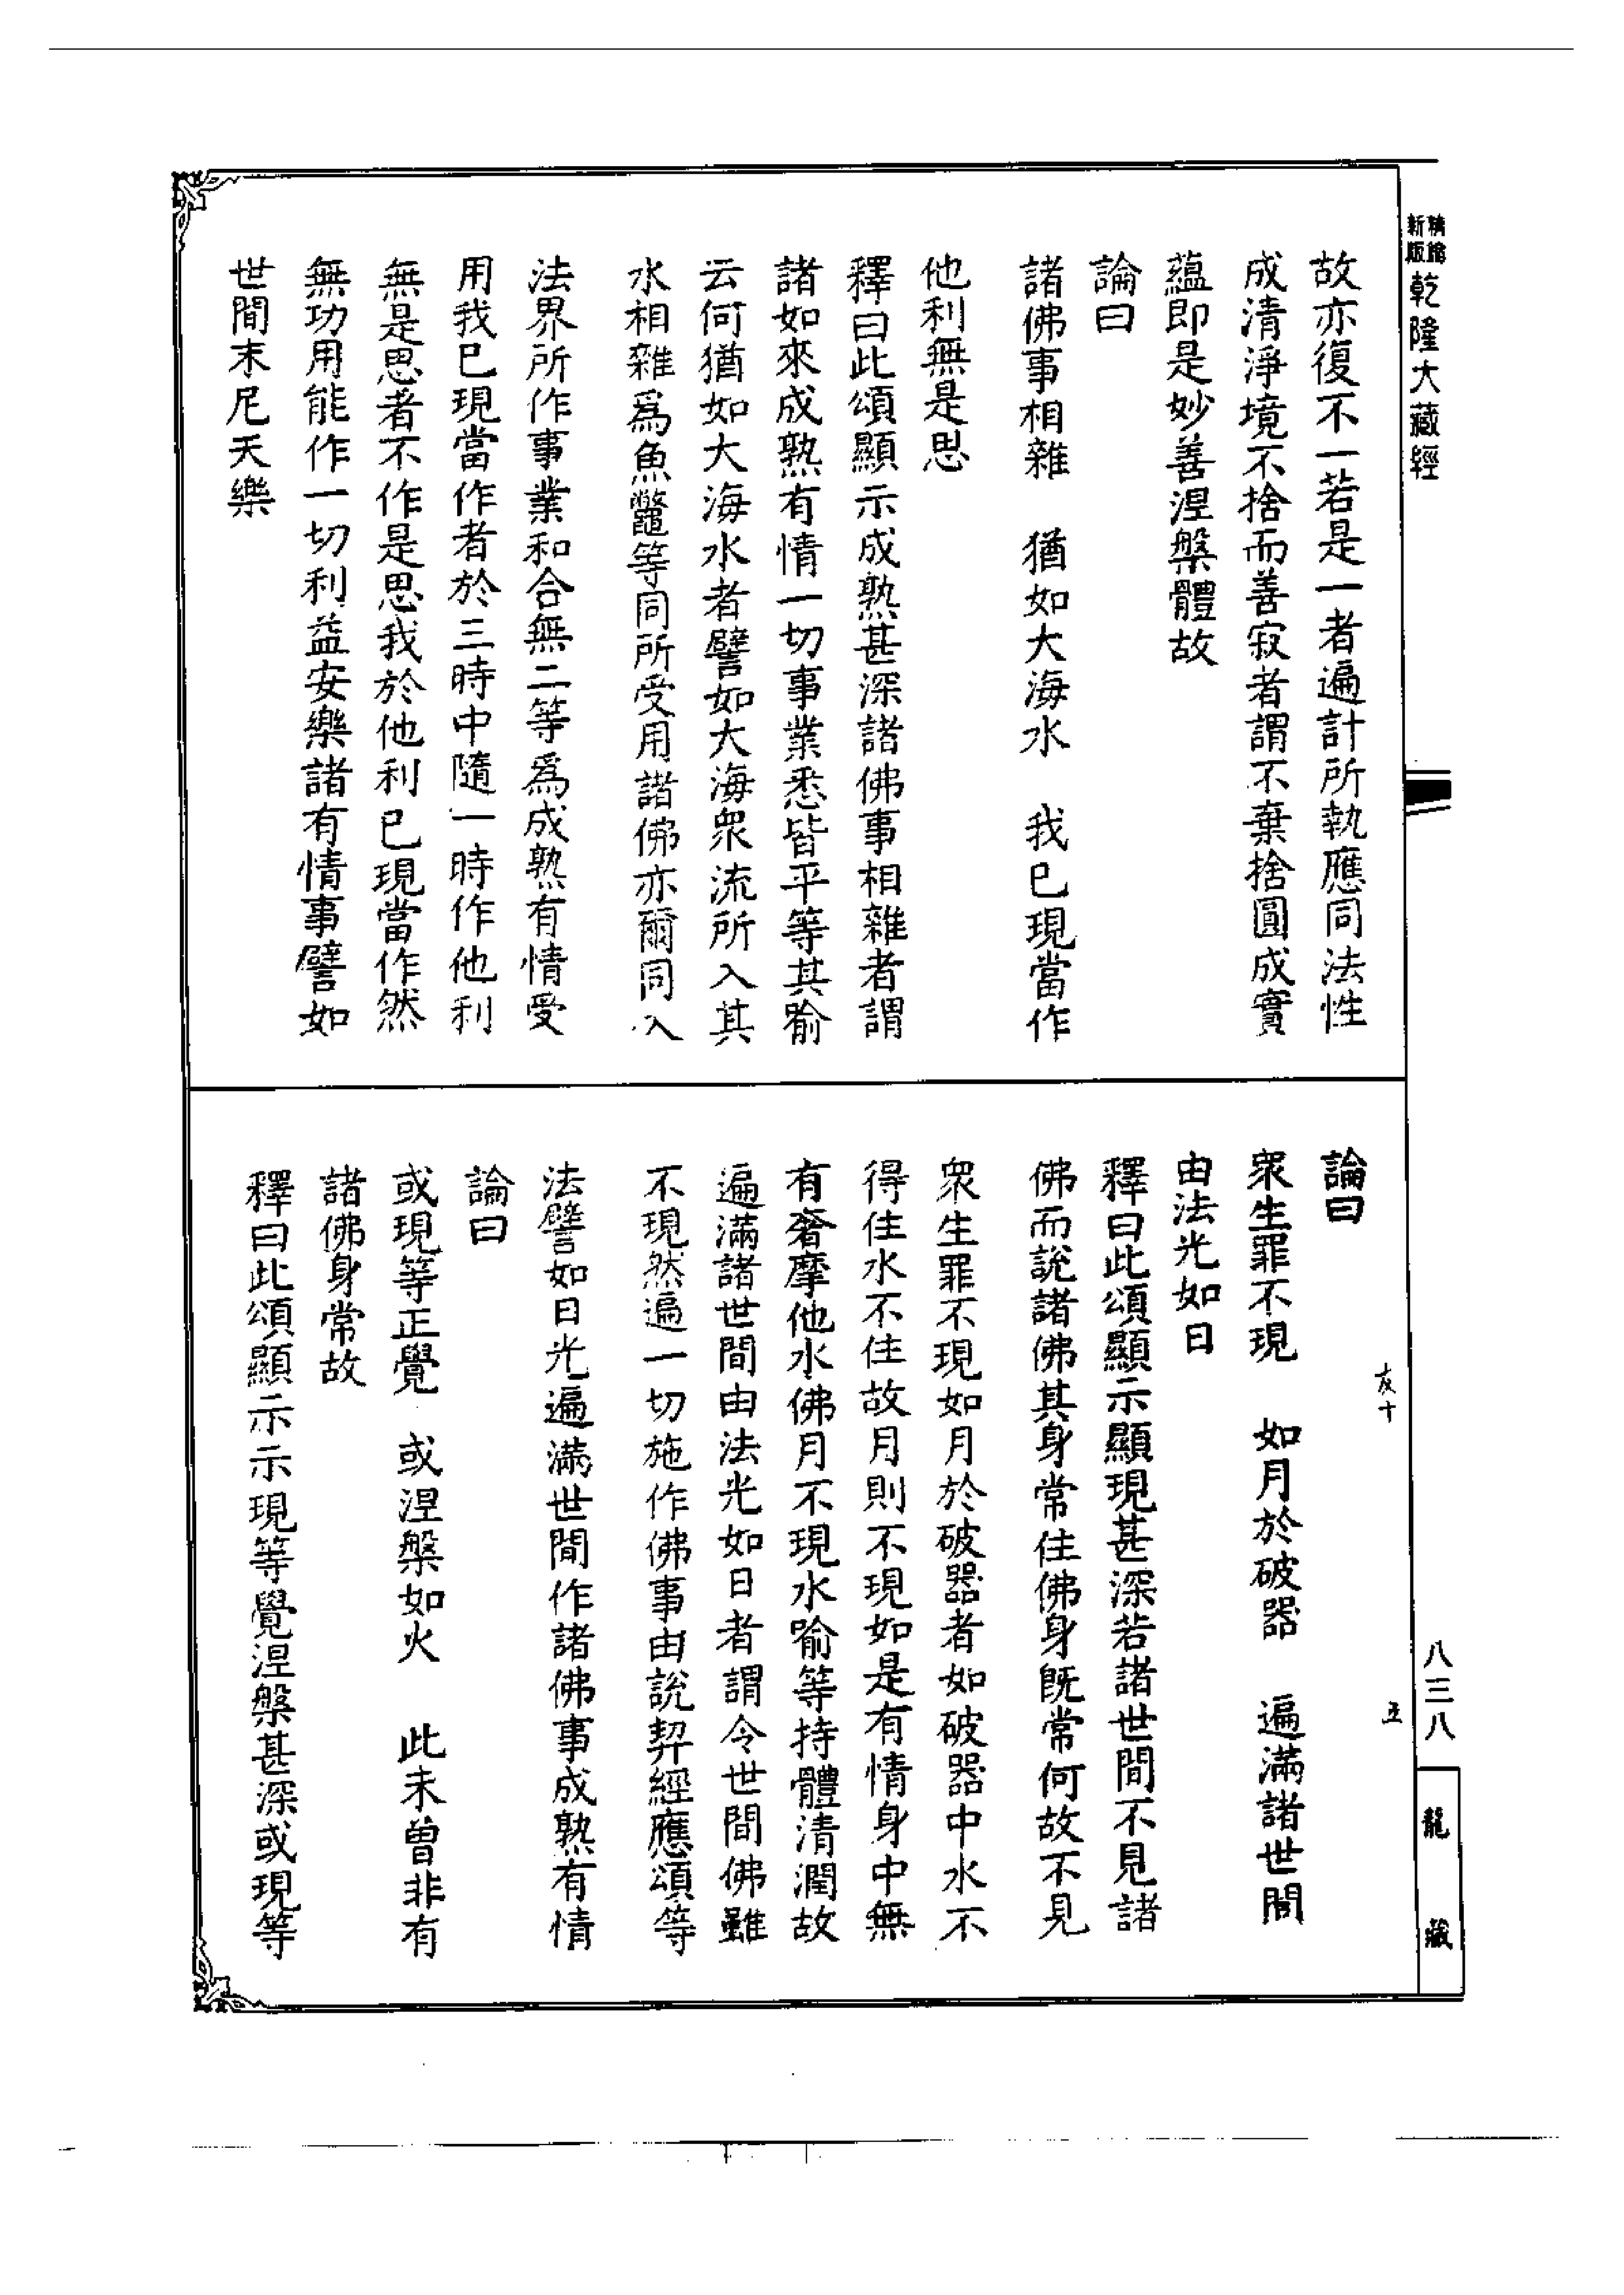 新版 精縮 乾隆大藏經
故亦復不一若是一者遍計所執應同法性
成清淨境不捨而善寂者謂不棄捨圓成實
蘊即是妙善涅槃體故
論曰
諸佛事相雜　猶如大海水　我已現當作
他利無是思
釋曰此頌顯示成熟甚深諸佛事相雜者謂
諸如來成熟有情一切事業悉皆平等其喻
云何猶如大海水者譬如大海衆流所入其
水相雜爲魚鼈等同所受用諸佛亦爾同入
法界所作事業和合無二等爲成熟有情受
用我已現當作者於三時中隨一時作他利
無是思者不作是思我於他利已現當作然
無功用能作一切利益安樂諸有情事譬如
世間末尼天樂
論曰
衆生罪不現　如月於破器　遍滿諸世間
由法光如日
釋曰此頌顯示顯現甚深若諸世間不見諸
佛而說諸佛其身常住佛身既常何故不見
衆生罪不現如月於破器者如破器中水不
得住水不住故月則不現如是有情身中無
有奢摩他水佛月不現水喻等持體清潤故
遍滿諸世間由法光如日者謂令世間佛雖
不現然遍一切施作佛事由說契經應頌等
法譬如日光遍滿世間作諸佛事成熟有情
論曰
或現等正覺　或涅槃如火　此未曾非有
諸佛身常故
釋曰此頌顯示示現等覺涅槃甚深或現等
友十
五
八三八
龍藏